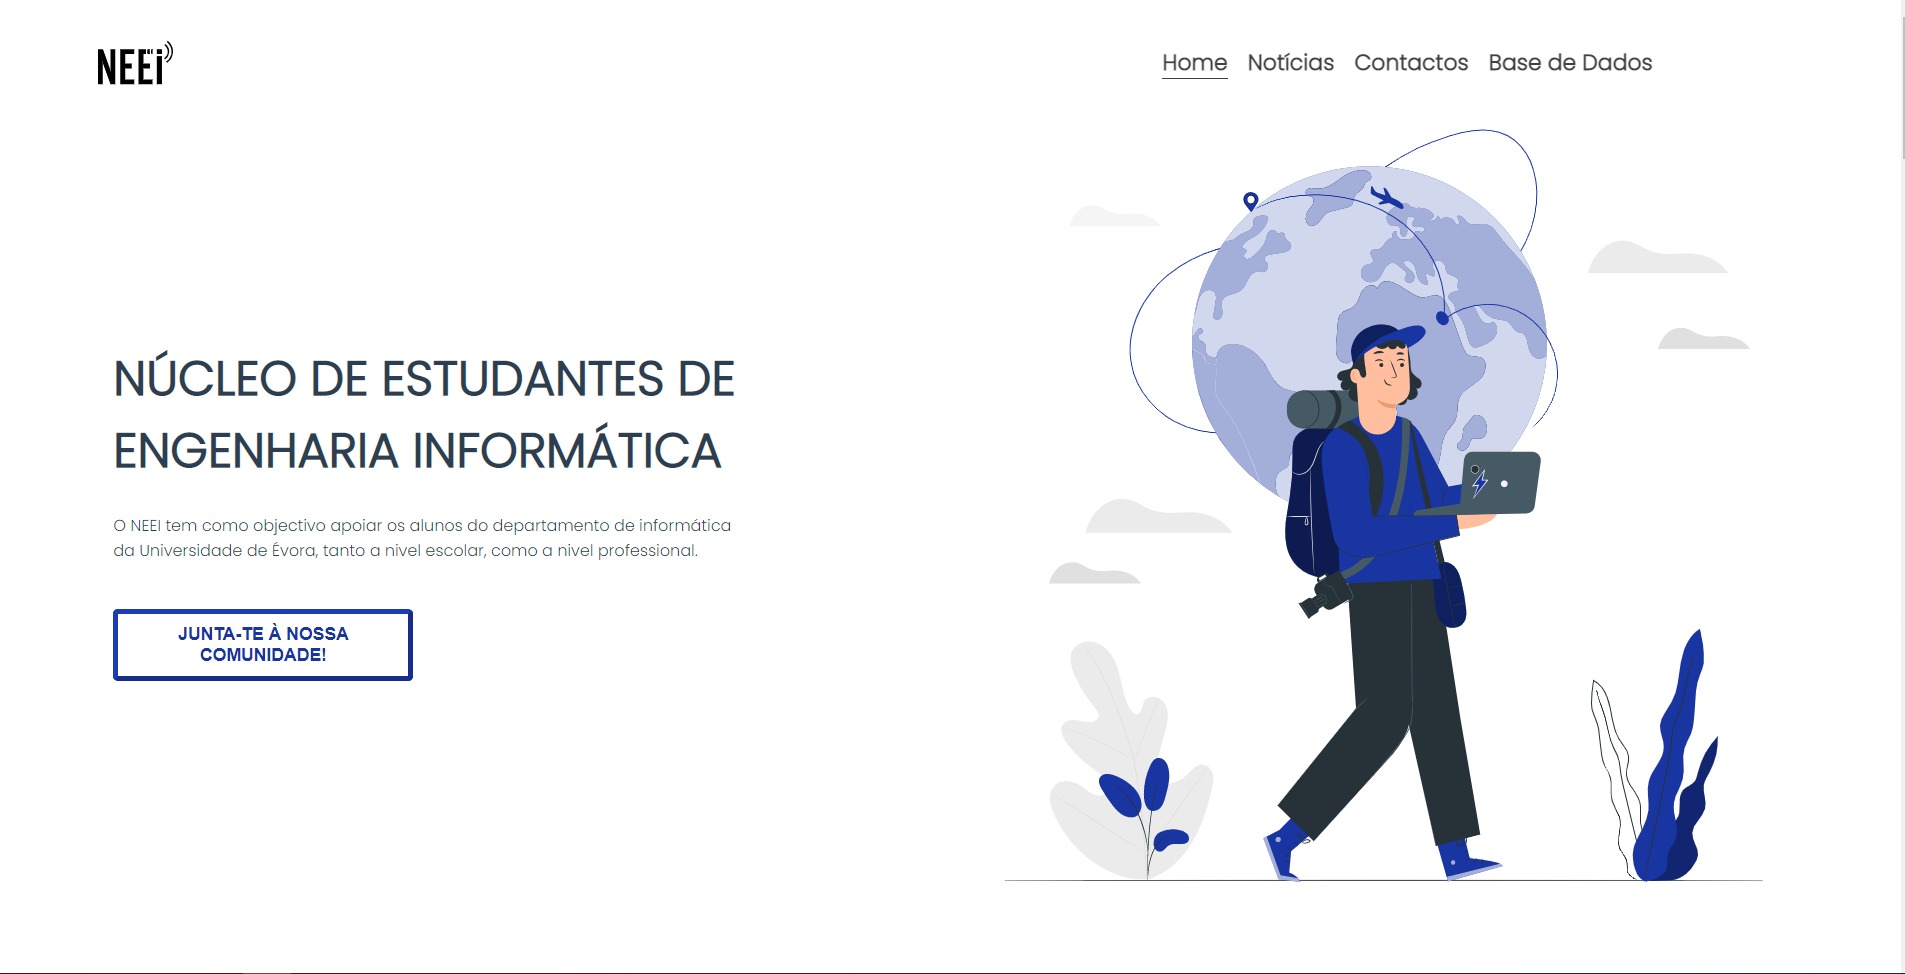 NEEI
Home Notícias Contactos Base de Dados
NÚCLEO DE ESTUDANTES DE
ENGENHARIA INFORMÁTICA
O NEEI tem como objectivo apoiar os alunos do departamento de informática
da Universidade de Évora, tanto a nivel escolar, como a nivel professional.
JUNTA-TE À NOSSA
COMUNIDADE!